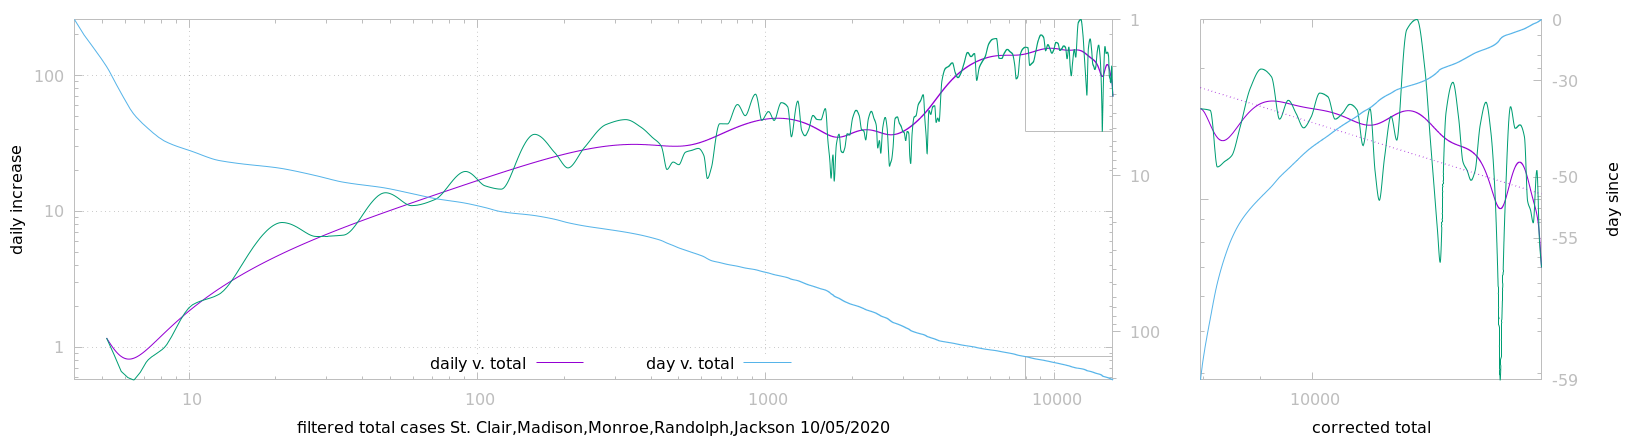 1
0
100
-30
daily increase
10
-50
day since
10
-55
100
1
daily v. total
day v. total
-59
10
100
1000
10000
10000
filtered total cases St. Clair,Madison,Monroe,Randolph,Jackson 10/05/2020
corrected total